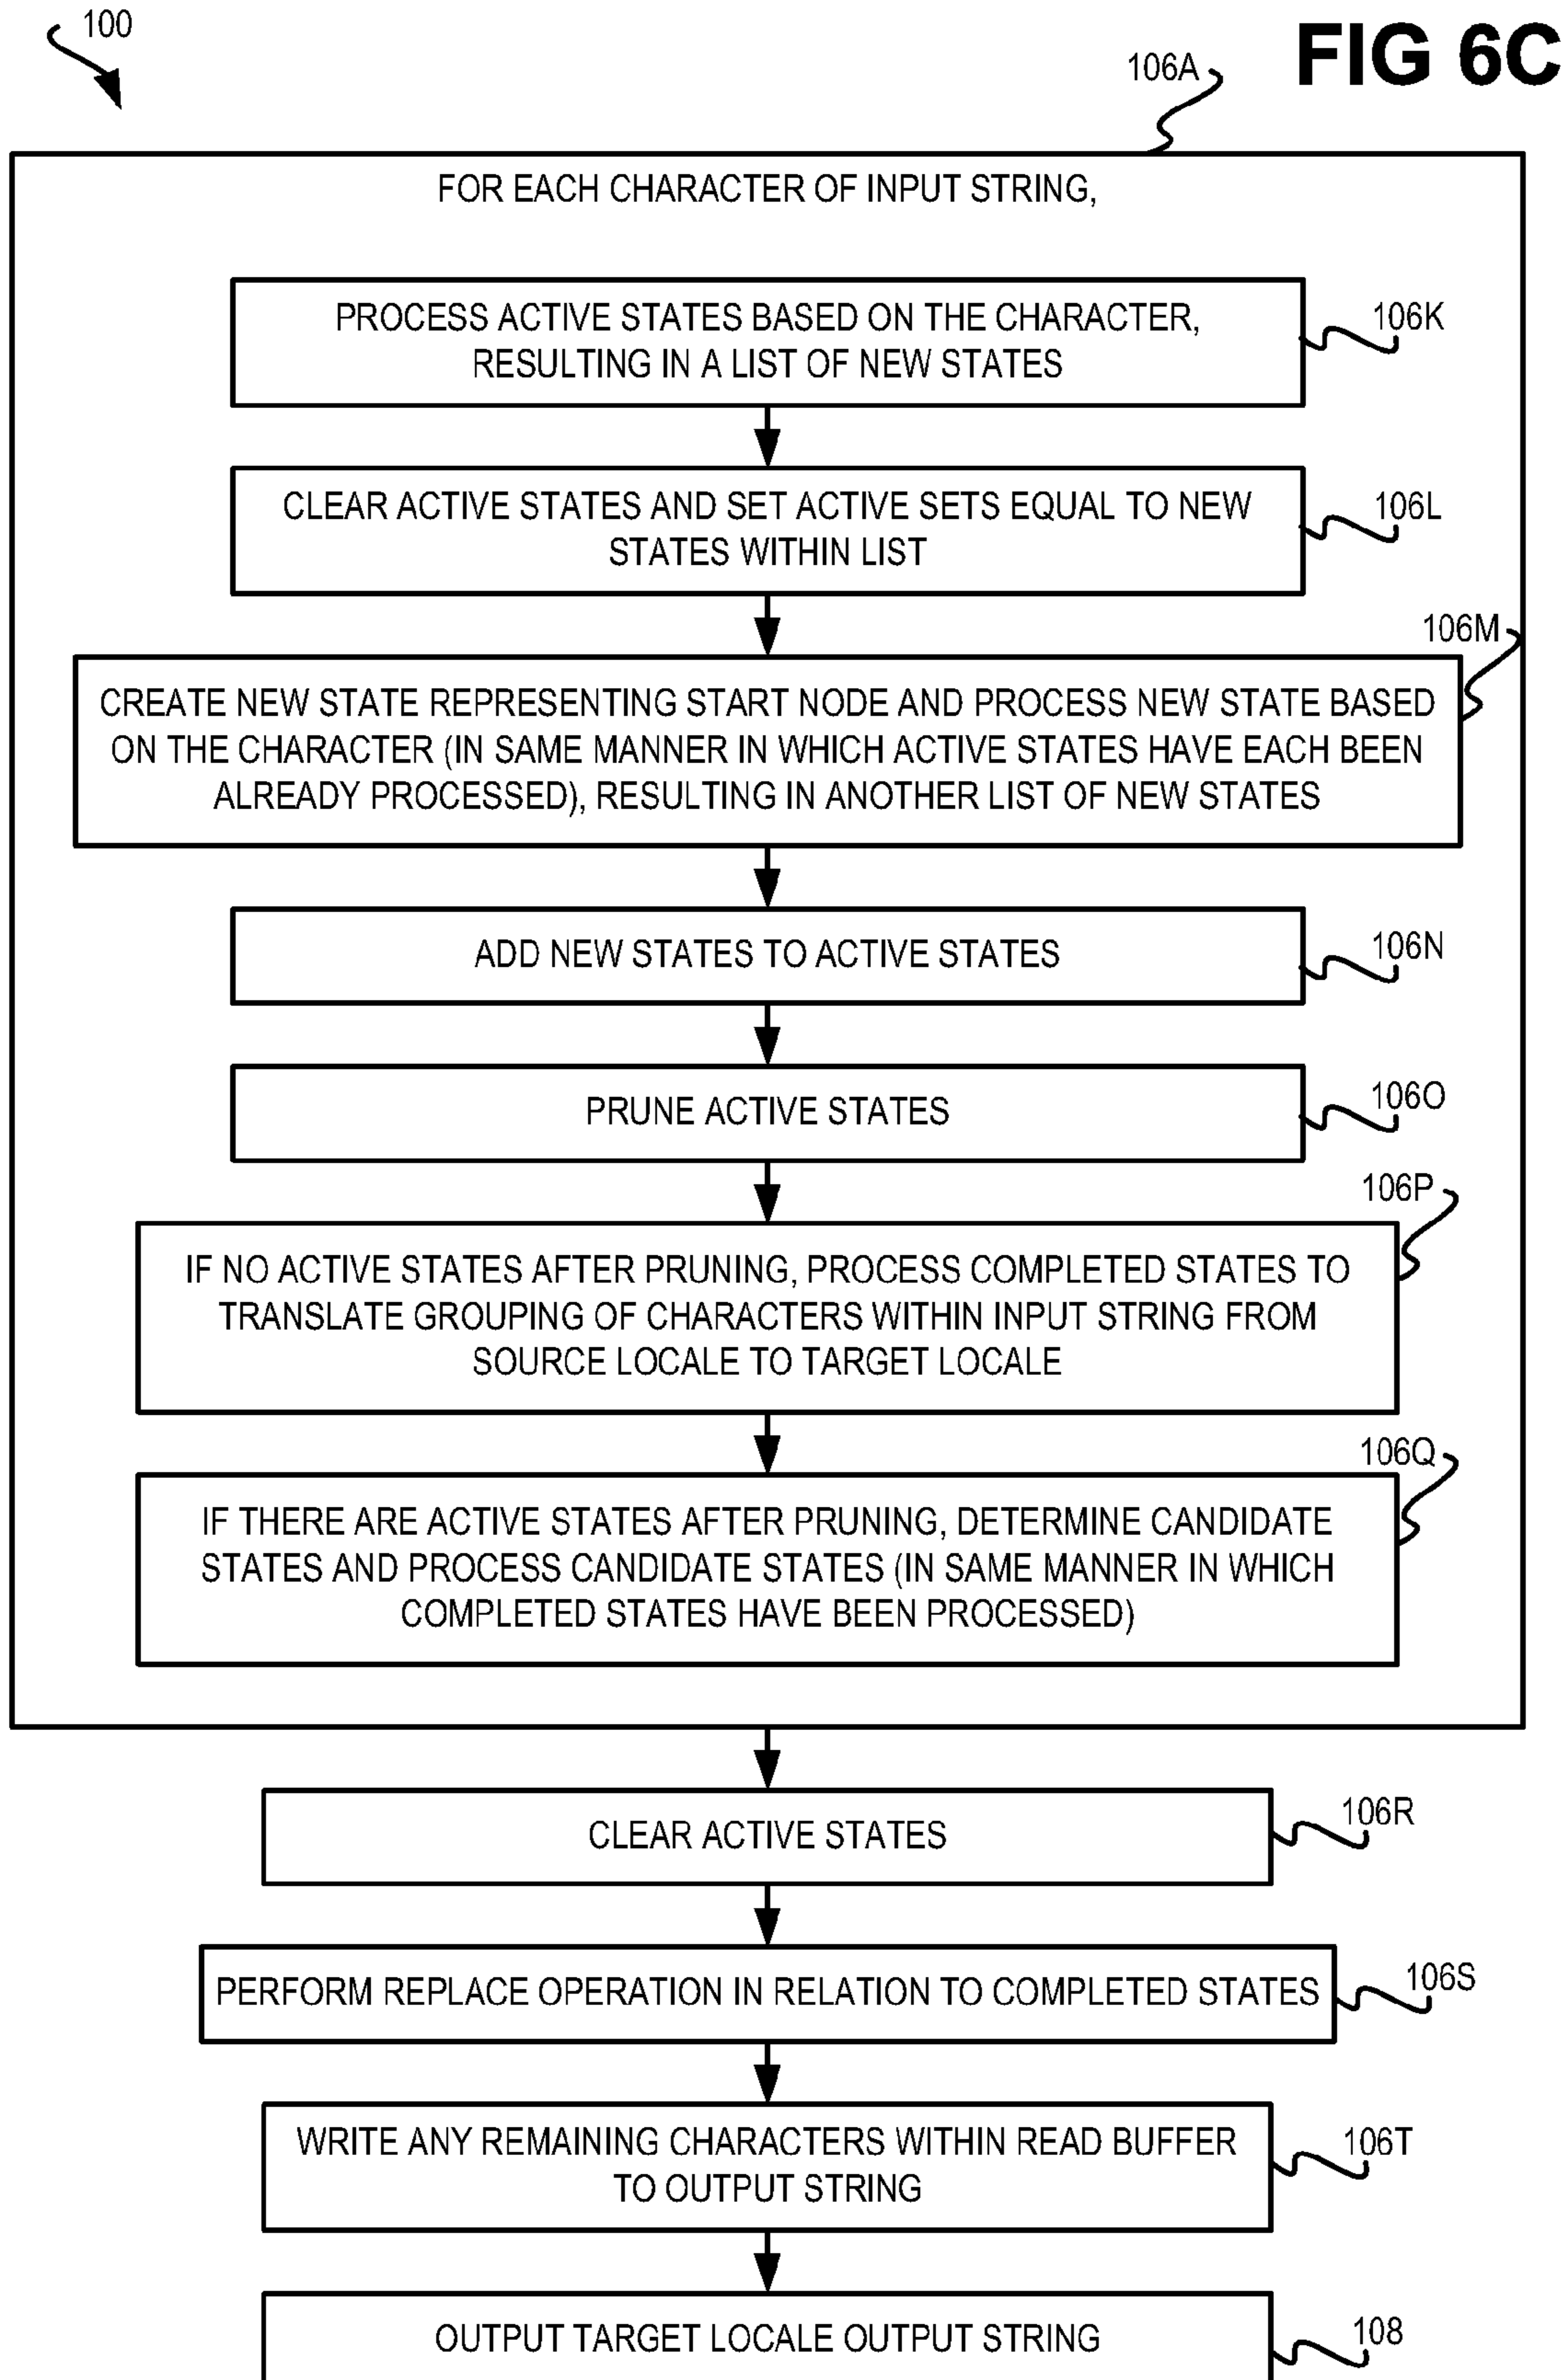 100
FIG 6C
106A
FOR EACH CHARACTER OF INPUT STRING,
PROCESS ACTIVE STATES BASED ON THE CHARACTER,
RESULTING IN A LIST OF NEW STATES
106K
CLEAR ACTIVE STATES AND SET ACTIVE SETS EQUAL TO NEW
STATES WITHIN LIST
106L
106M
CREATE NEW STATE REPRESENTING START NODE AND PROCESS NEW STATE BASED
ON THE CHARACTER (IN SAME MANNER IN WHICH ACTIVE STATES HAVE EACH BEEN
ALREADY PROCESSED), RESULTING IN ANOTHER LIST OF NEW STATES
ADD NEW STATES TO ACTIVE STATES
106N
PRUNE ACTIVE STATES
106O
106P
IF NO ACTIVE STATES AFTER PRUNING, PROCESS COMPLETED STATES TO
TRANSLATE GROUPING OF CHARACTERS WITHIN INPUT STRING FROM
SOURCE LOCALE TO TARGET LOCALE
106Q
IF THERE ARE ACTIVE STATES AFTER PRUNING, DETERMINE CANDIDATE
STATES AND PROCESS CANDIDATE STATES (IN SAME MANNER IN WHICH
COMPLETED STATES HAVE BEEN PROCESSED)
CLEAR ACTIVE STATES
106R
PERFORM REPLACE OPERATION IN RELATION TO COMPLETED STATES
106S
WRITE ANY REMAINING CHARACTERS WITHIN READ BUFFER
TO OUTPUT STRING
106T
OUTPUT TARGET LOCALE OUTPUT STRING
108